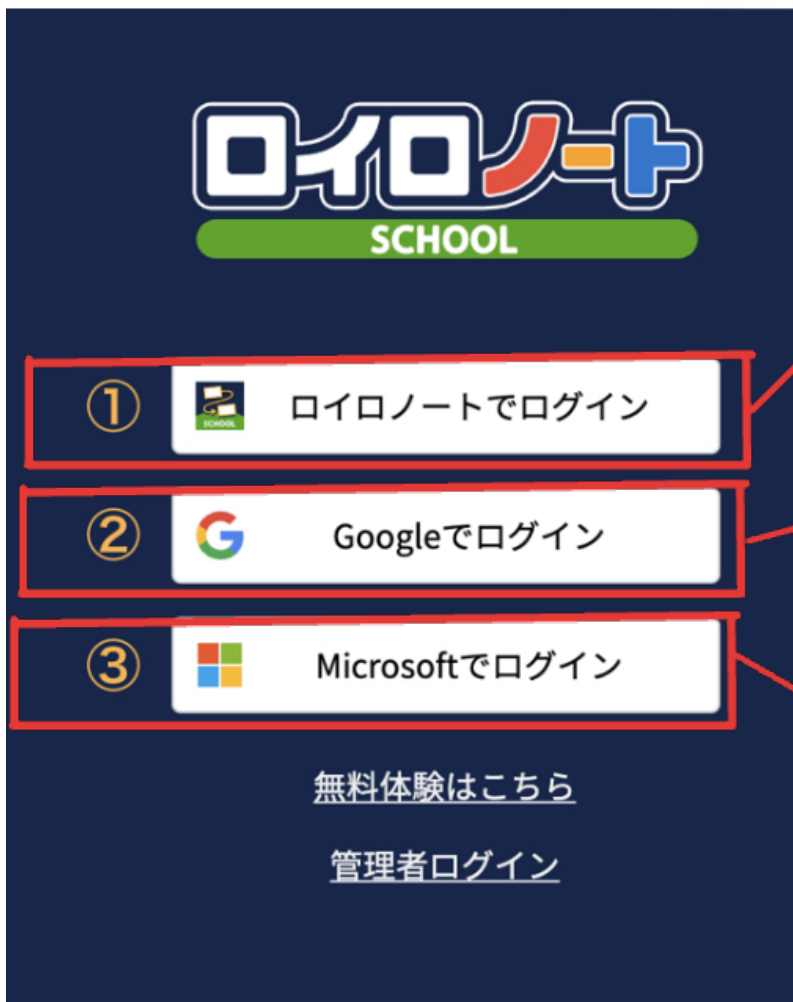 ロイロノート
SCHOOL
① SCHOOL ロイロノートでログイン
② Googleでログイン
③ Microsoftでログイン
無料体験はこちら
管理者ログイン